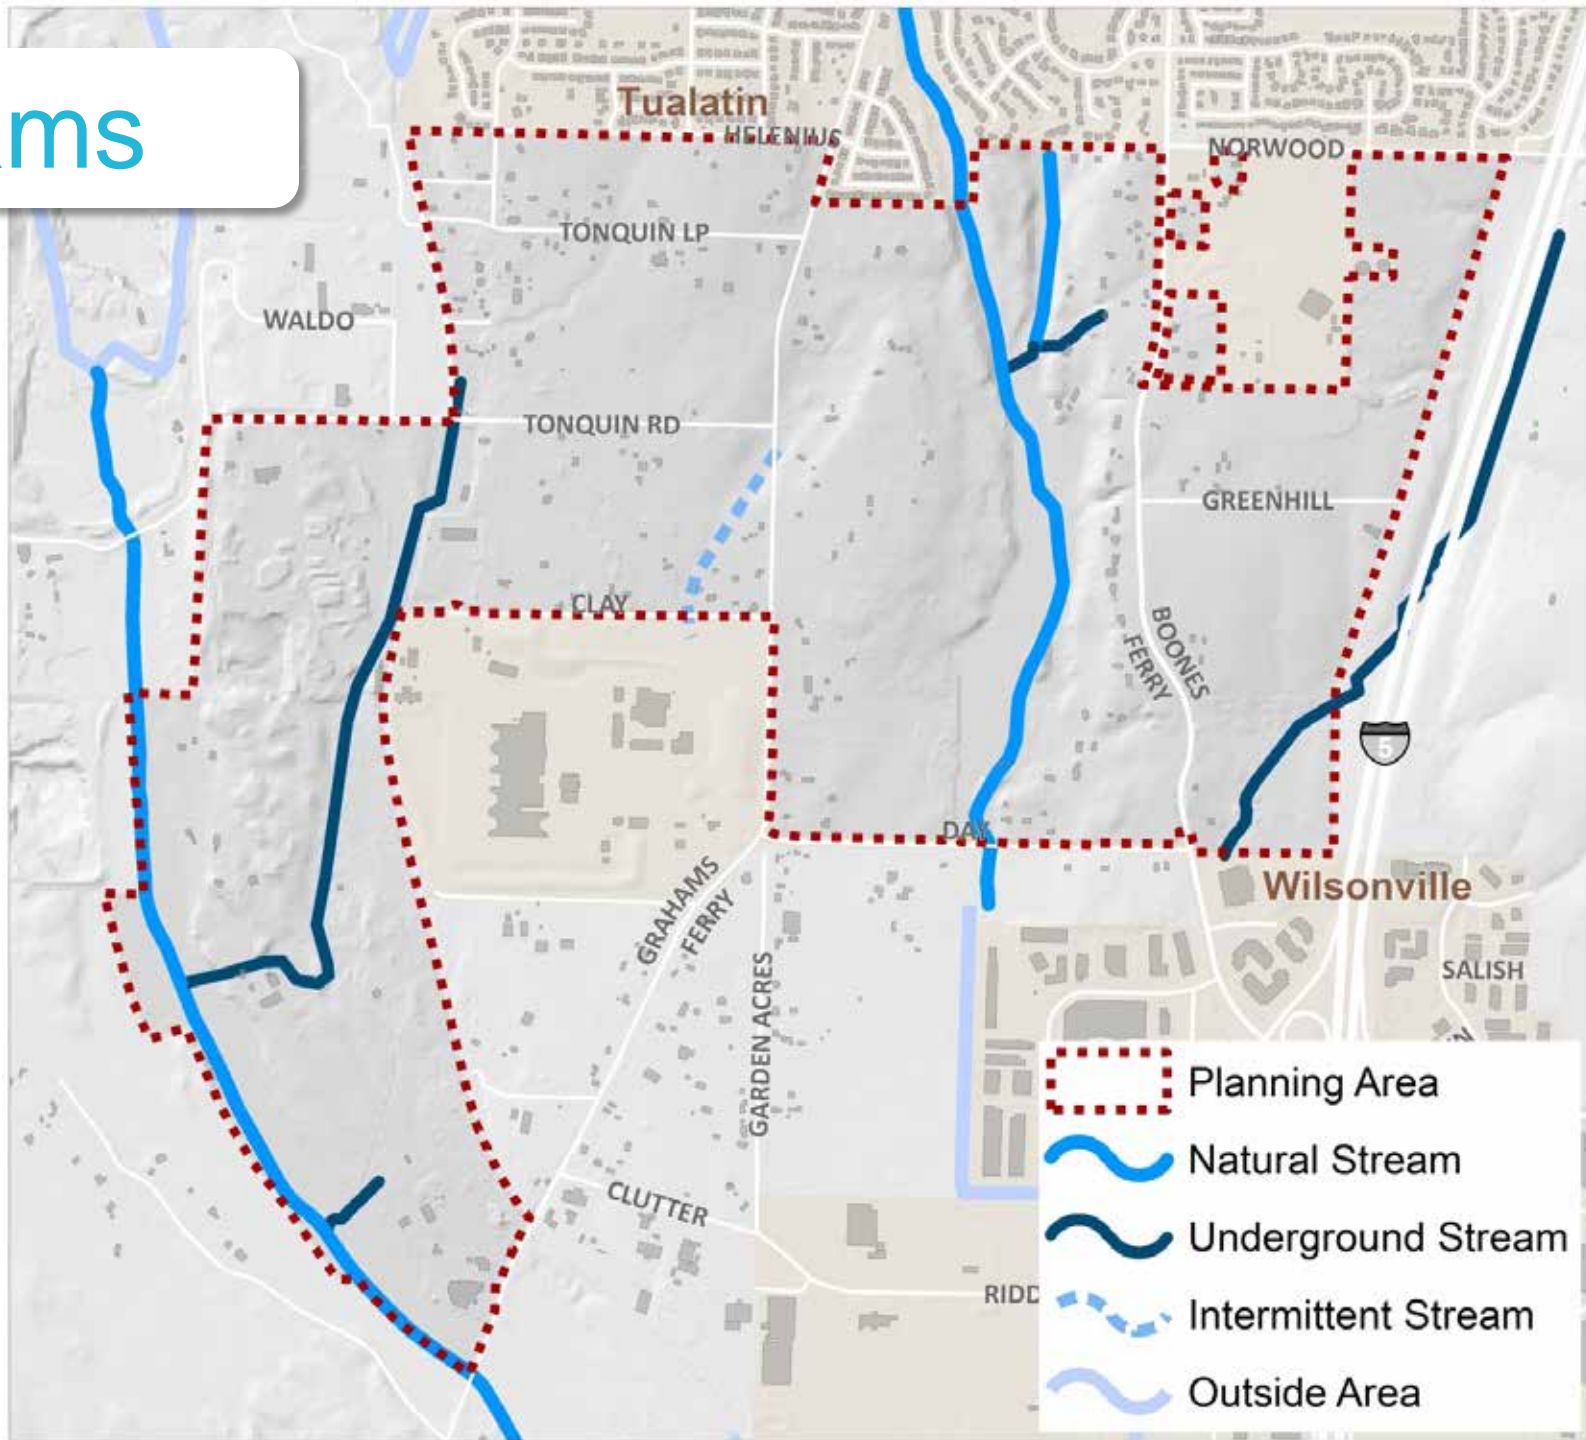 ms
Tualatin
HELENIUS
NORWOOD
TONQUIN LP
WALDO
TONQUIN RD
GREENHILL
CLAY
BOONES
FERRY
5
DAY
GRAHAMS
FERRY
Wilsonville
GARDEN ACRES
SALISH
CLUTTER
RIDD
Planning Area
Natural Stream
Underground Stream
Intermittent Stream
Outside Area